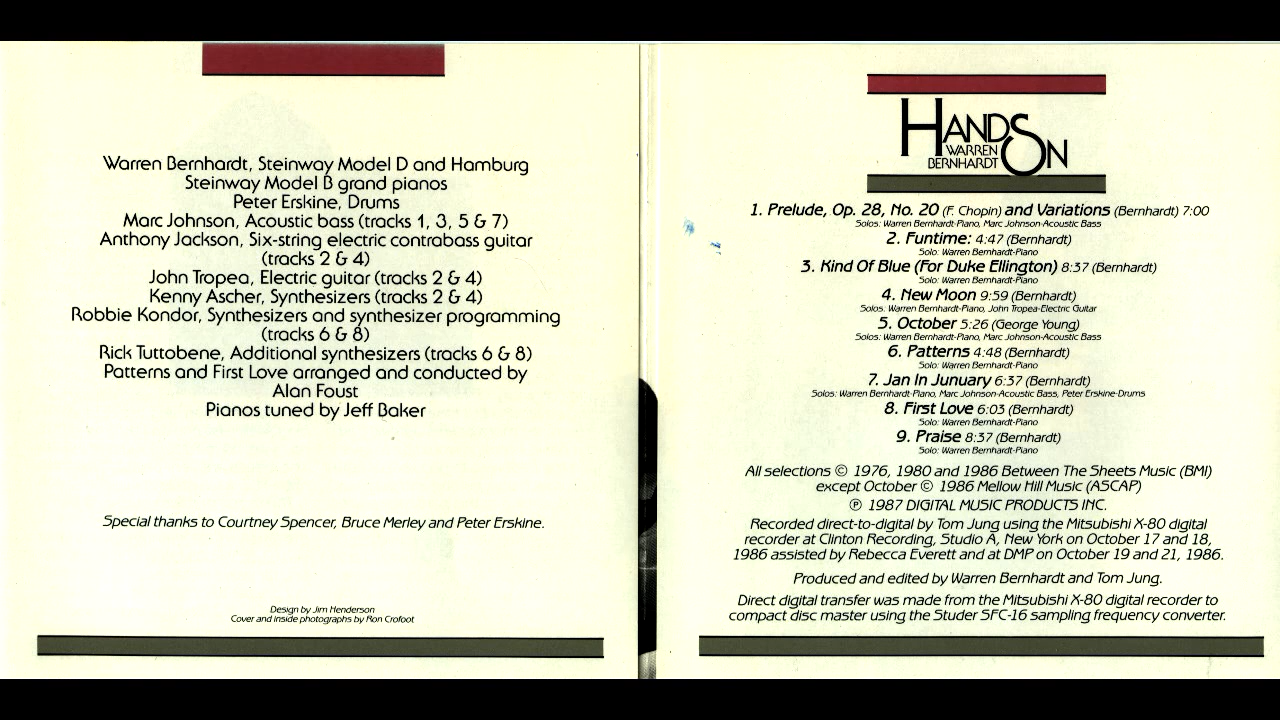 Warren Bernhardt, Steinway Model D and Hamburg
Steinway Model B grand pianos
Peter Erskine, Drums
Marc Johnson, Acoustic bass (tracks 1, 3, 5 & 7)
Anthony Jackson, Six-string electric contrabass guitar
(tracks 2 & 4)
John Tropea, Electric guitar (tracks 2 & 4)
Kenny Ascher, Synthesizers (tracks 2 & 4)
Robbie Kondor, Synthesizers and synthesizer programming
(tracks 6 & 8)
Rick Tuttobene, Additional synthesizers (tracks 6 & 8)
Patterns and First Love arranged and conducted by
Alan Foust
Pianos tuned by Jeff Baker
Special thanks to Courtney Spencer, Bruce Merley and Peter Erskine.
Design by Jim Henderson
Cover and inside photographs by Ron Crofoot
HANDS ON
WARREN
BERNHARDT
1. Prelude, Op. 28, No. 20 (F. Chopin) and Variations (Bernhardt) 7:00
Solos: Warren Bernhardt-Piano, Marc Johnson-Acoustic Bass
2. Funtime: 4:47 (Bernhardt)
Solo: Warren Bernhardt-Piano
3. Kind Of Blue (For Duke Ellington) 8:37 (Bernhardt)
Solo: Warren Bernhardt-Piano
4. New Moon 9:59 (Bernhardt)
Solos: Warren Bernhardt-Piano, John Tropea-Electric Guitar
5. October 5:26 (George Young)
Solos: Warren Bernhardt-Piano, Marc Johnson-Acoustic Bass
6. Patterns 4:48 (Bernhardt)
Solo: Warren Bernhardt-Piano
7. Jan In Junuary 6:37 (Bernhardt)
Solos: Warren Bernhardt-Piano, Marc Johnson-Acoustic Bass, Peter Erskine-Drums
8. First Love 6:03 (Bernhardt)
Solo: Warren Bernhardt-Piano
9. Praise 8:37 (Bernhardt)
Solo: Warren Bernhardt-Piano
All selections © 1976, 1980 and 1986 Between The Sheets Music (BMI)
except October © 1986 Mellow Hill Music (ASCAP)
℗ 1987 DIGITAL MUSIC PRODUCTS INC.
Recorded direct-to-digital by Tom Jung using the Mitsubishi X-80 digital
recorder at Clinton Recording, Studio A, New York on October 17 and 18,
1986 assisted by Rebecca Everett and at DMP on October 19 and 21, 1986.
Produced and edited by Warren Bernhardt and Tom Jung.
Direct digital transfer was made from the Mitsubishi X-80 digital recorder to
compact disc master using the Studer SFC-16 sampling frequency converter.